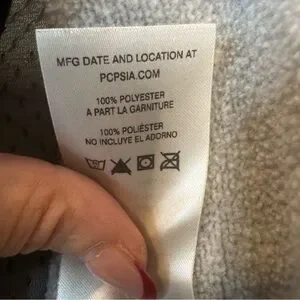 MFG DATE AND LOCATION AT
PCPSIA.COM
100% POLYESTER
A PART LA GARNITURE
100% POLIÉSTER
NO INCLUYE EL ADORNO